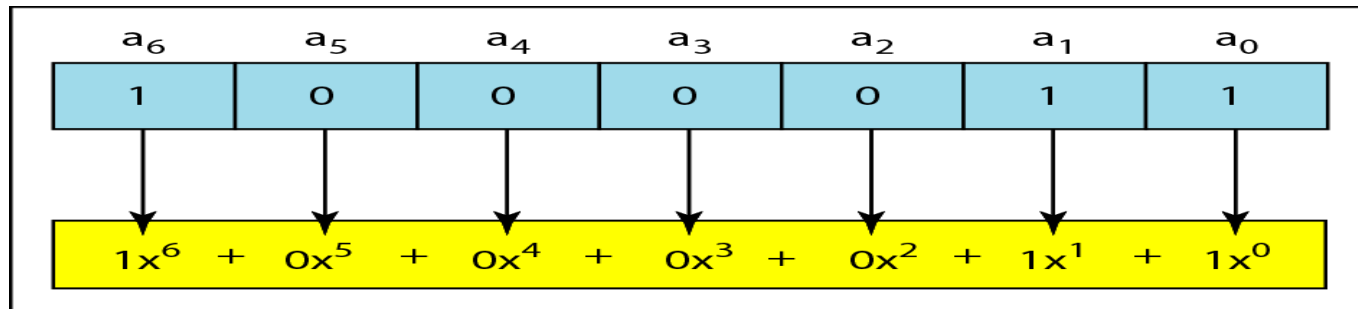 a₆ a₅ a₄ a₃ a₂ a₁ a₀
1 0 0 0 0 1 1
1x⁶ + 0x⁵ + 0x⁴ + 0x³ + 0x² + 1x¹ + 1x⁰